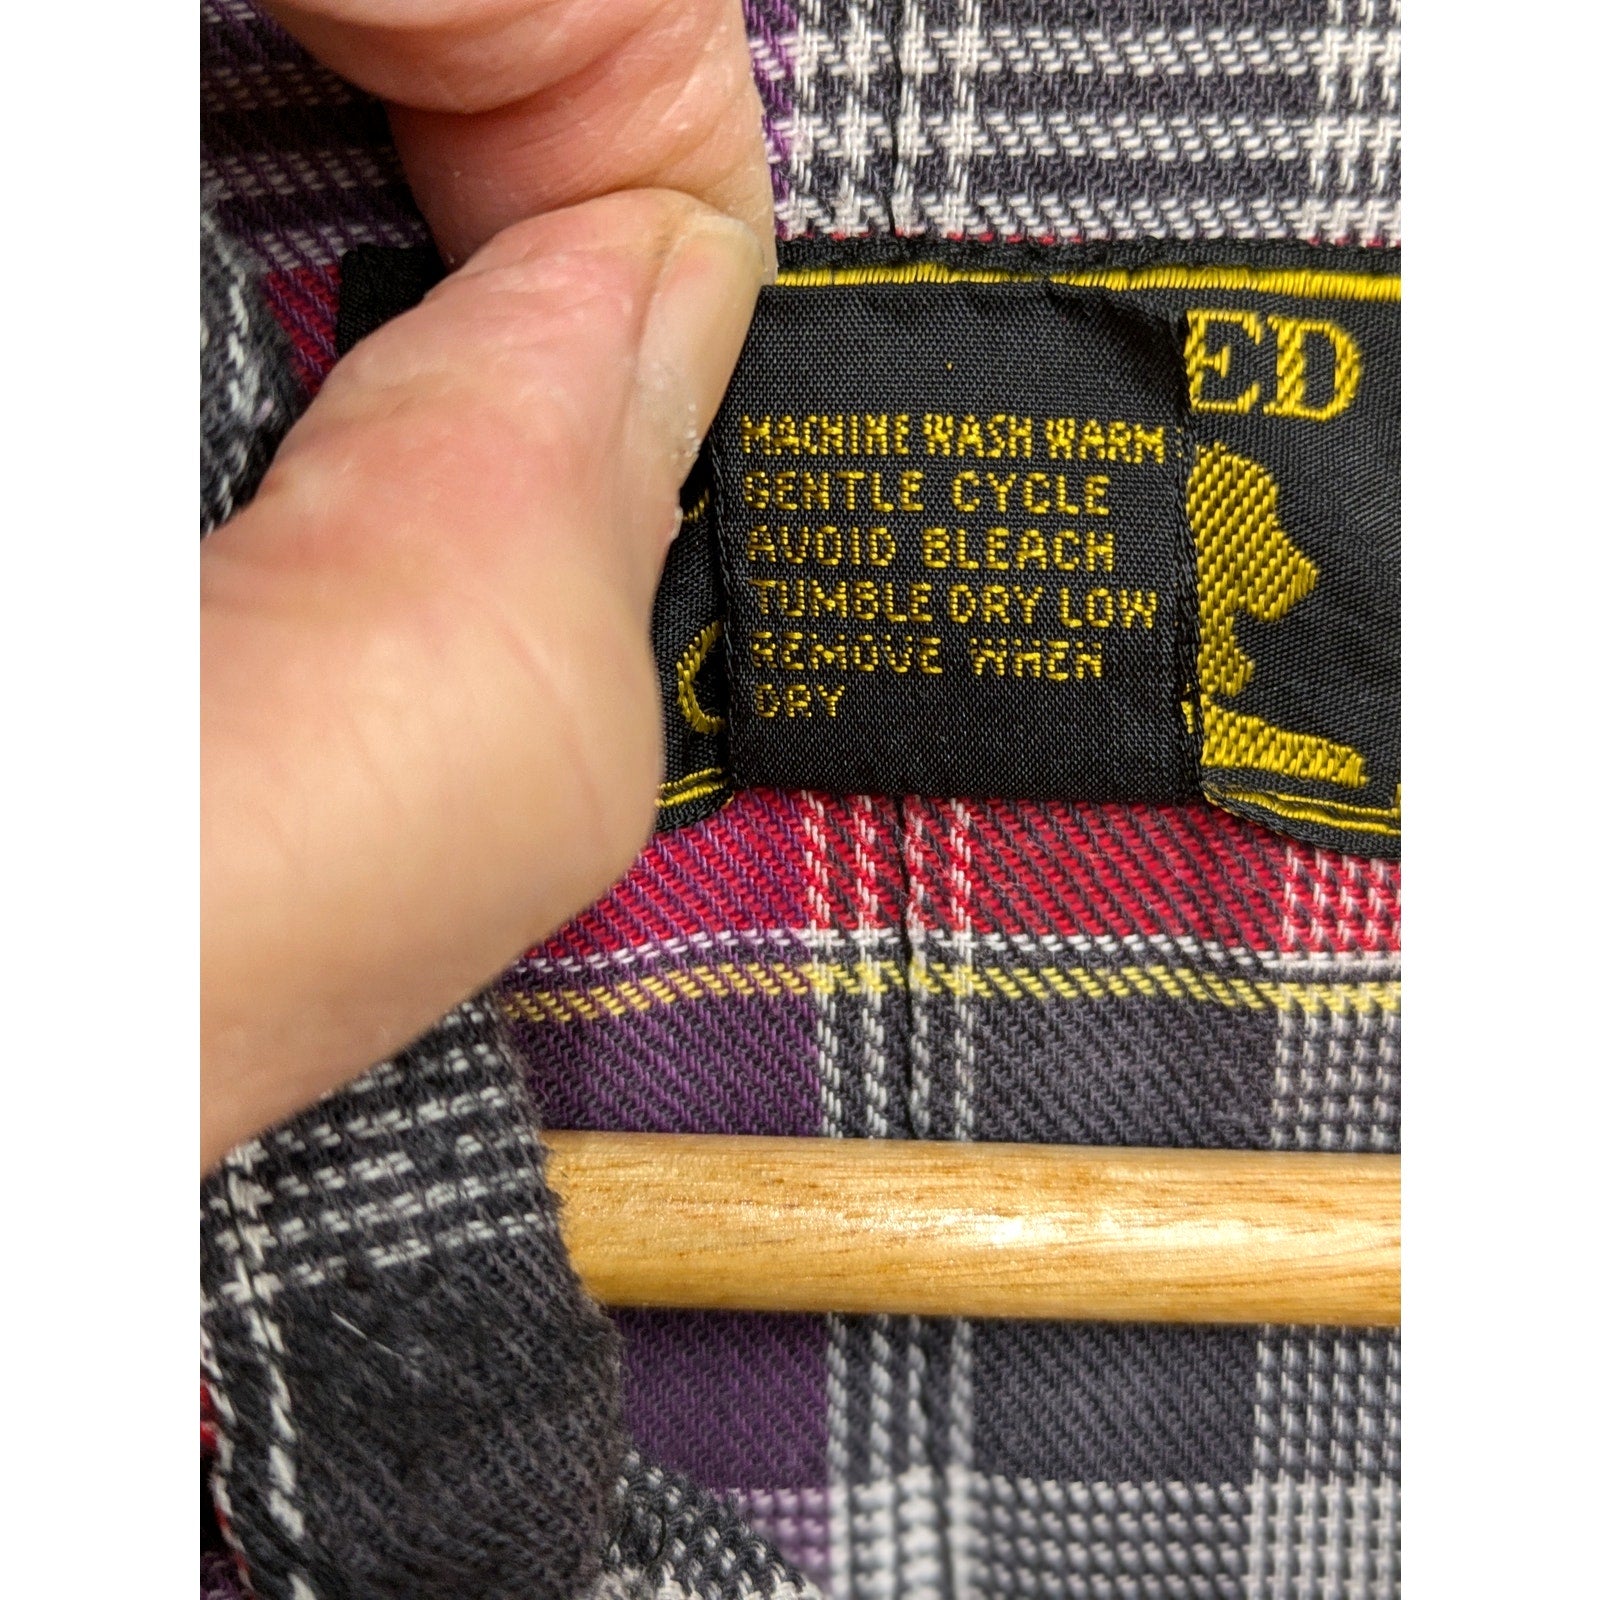 ED
MACHINE WASH WARM
GENTLE CYCLE
AVOID BLEACH
TUMBLE DRY LOW
REMOVE WHEN
DRY